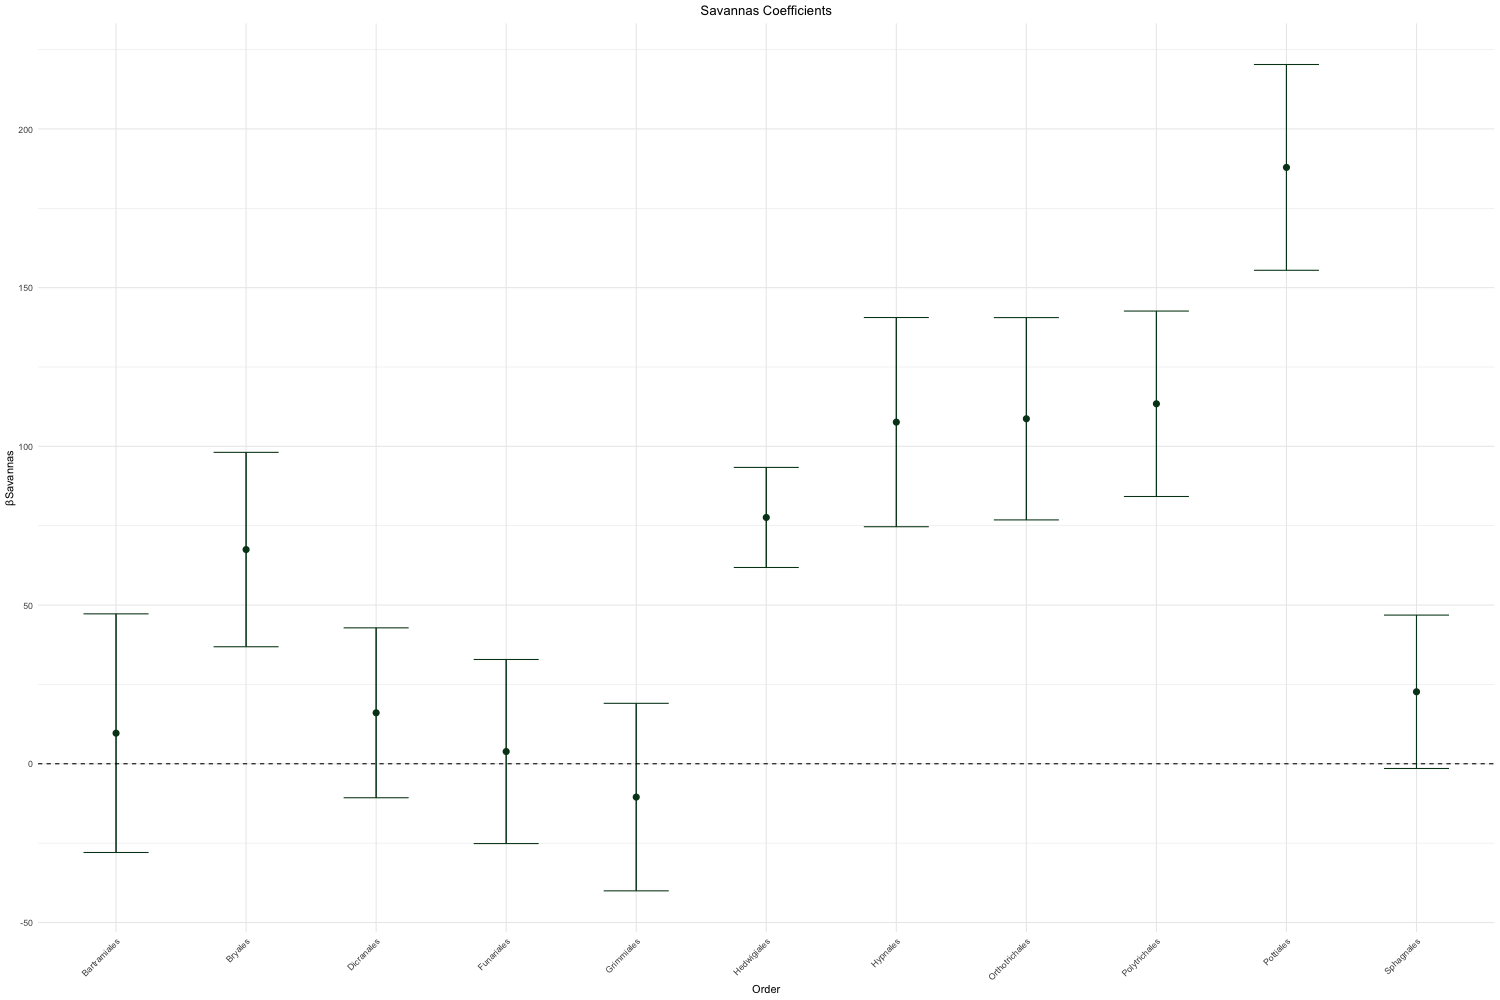 Savannas Coefficients
βSavannas
200
150
100
50
0
-50
Bartramiales
Bryales
Dicranales
Funariales
Grimmiales
Hedwigiales
Hypnales
Orthotrichales
Polytrichales
Pottiales
Sphagnales
Order